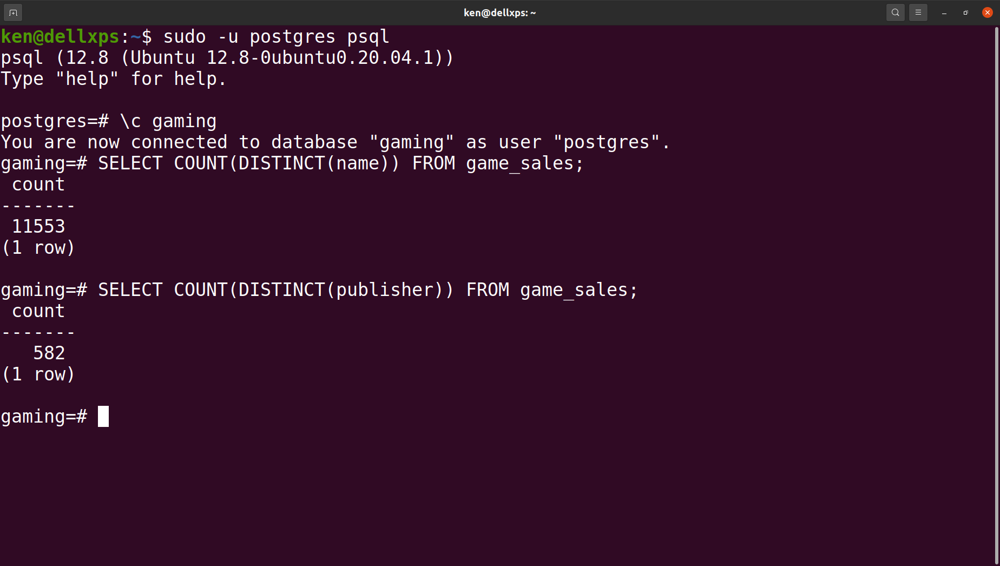 ken@dellxps: ~
ken@dellxps:~$ sudo -u postgres psql
psql (12.8 (Ubuntu 12.8-0ubuntu0.20.04.1))
Type "help" for help.
postgres=# \c gaming
You are now connected to database "gaming" as user "postgres".
gaming=# SELECT COUNT(DISTINCT(name)) FROM game_sales;
 count
-------
 11553
(1 row)
gaming=# SELECT COUNT(DISTINCT(publisher)) FROM game_sales;
 count
-------
   582
(1 row)
gaming=#